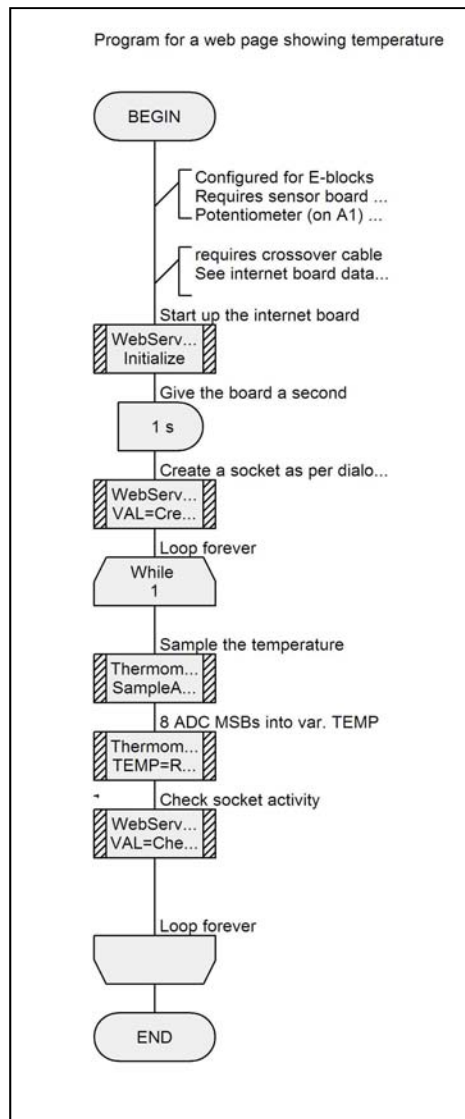 Program for a web page showing temperature
BEGIN
Configured for E-blocks
Requires sensor board ...
Potentiometer (on A1) ...
requires crossover cable
See internet board data...
Start up the internet board
WebServ...
Initialize
Give the board a second
1 s
Create a socket as per dialo...
WebServ...
VAL=Cre...
Loop forever
While
1
Sample the temperature
Thermom...
SampleA...
8 ADC MSBs into var. TEMP
Thermom...
TEMP=R...
Check socket activity
WebServ...
VAL=Che...
Loop forever
END